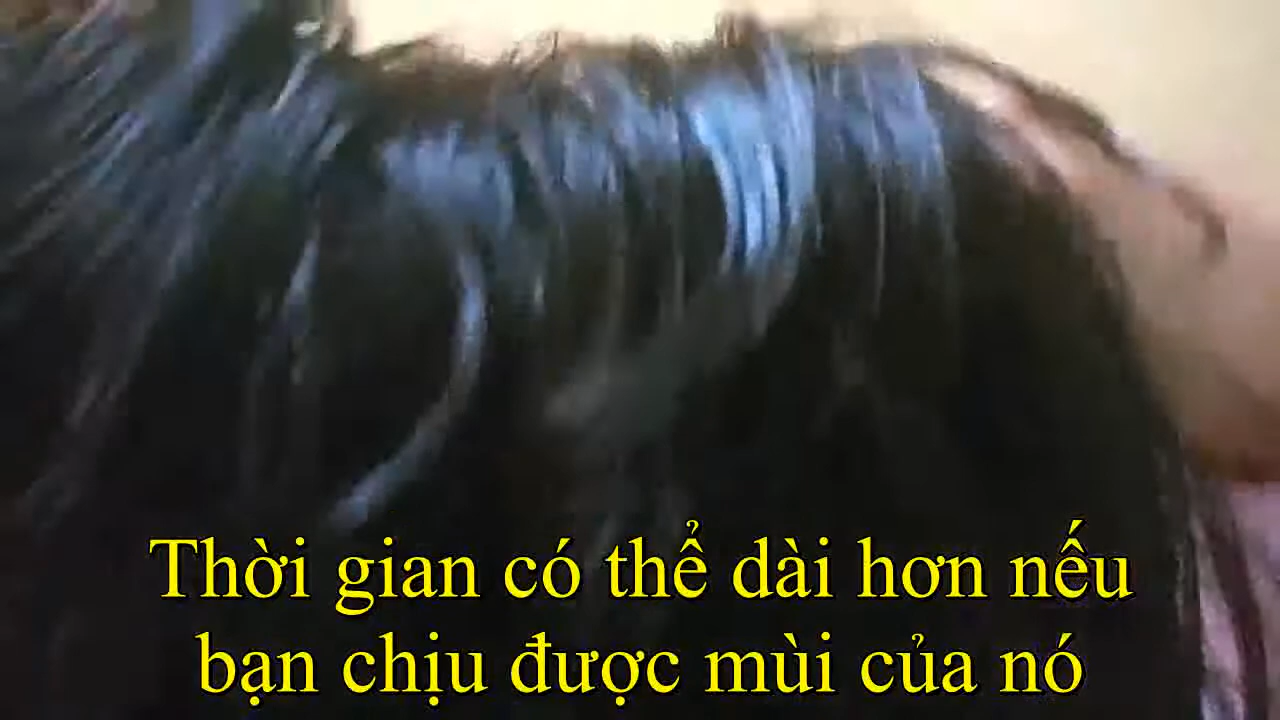 Thời gian có thể dài hơn nếu
bạn chịu được mùi của nó